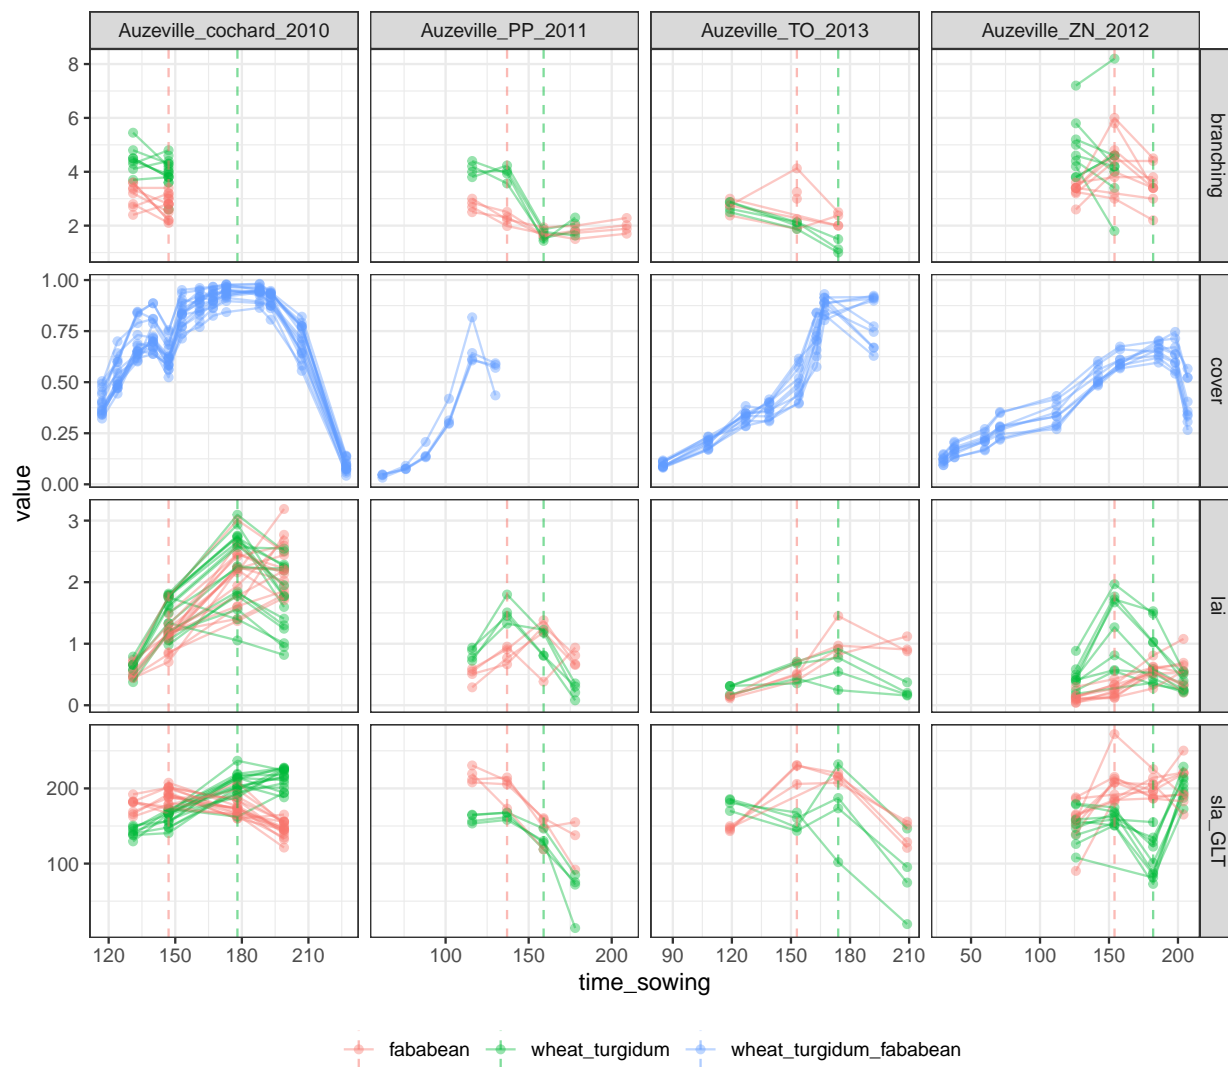 Auzeville_cochard_2010 Auzeville_PP_2011 Auzeville_TO_2013 Auzeville_ZN_2012
8
6
4
2
branching
1.00
0.75
0.50
0.25
0.00
cover
value
3
2
1
0
lai
200
100
sla_GLT
120 150 180 210 100 150 200 90 120 150 180 210 50 100 150 200
time_sowing
fababean wheat_turgidum wheat_turgidum_fababean